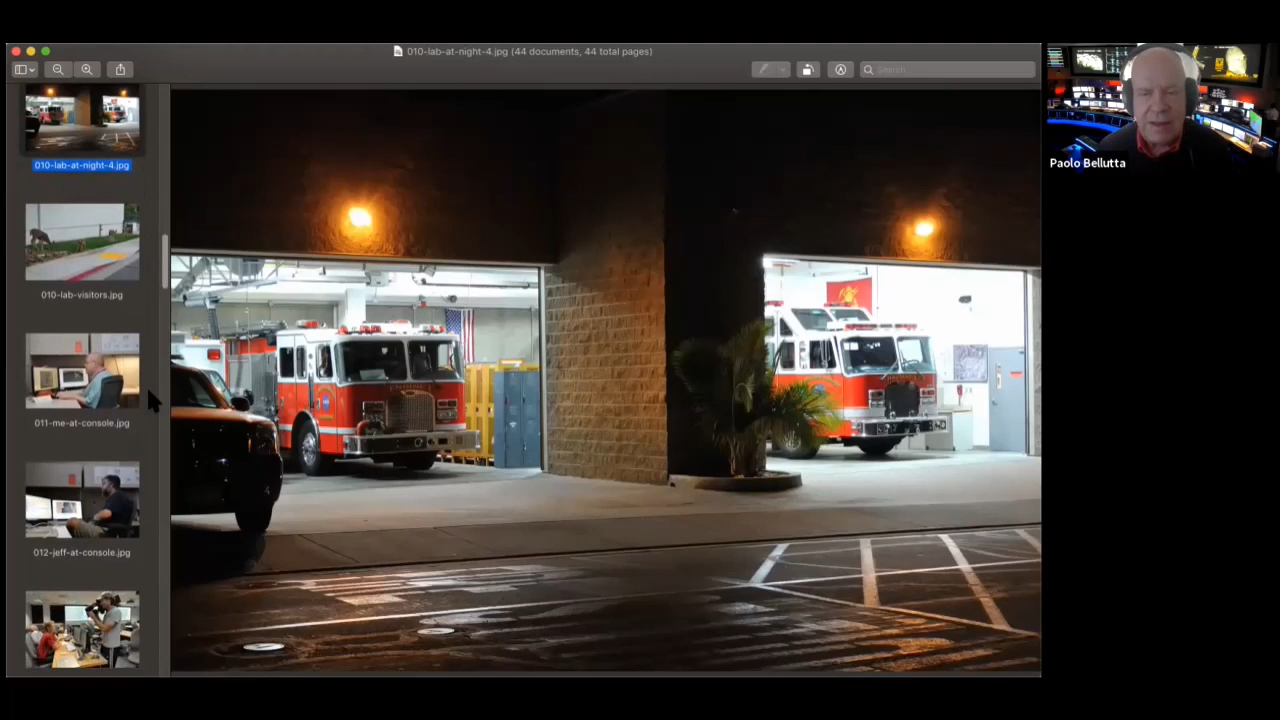 010-lab-at-night-4.jpg (44 documents, 44 total pages)
Search
010-lab-at-night-4.jpg
010-lab-visitors.jpg
011-me-at-console.jpg
012-jeff-at-console.jpg
Paolo Bellutta